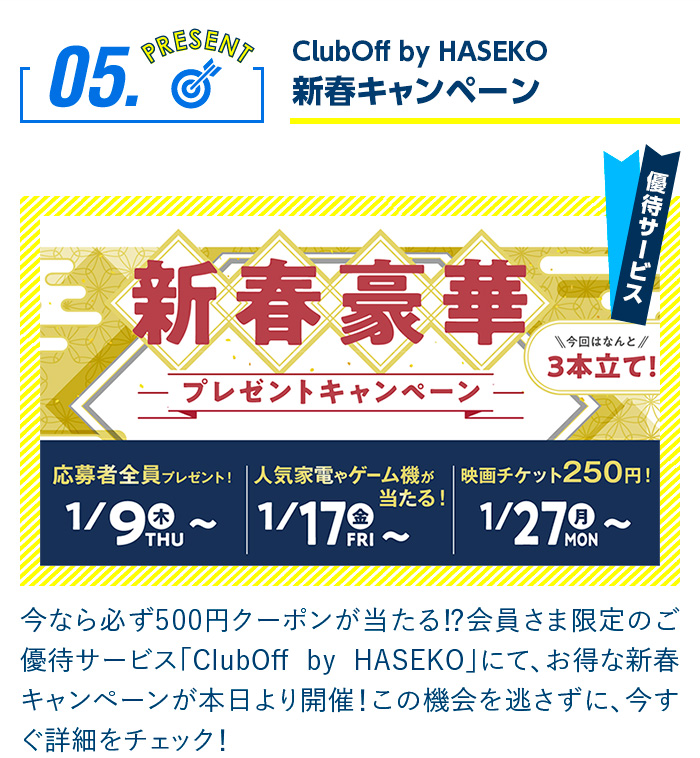 05.
PRESENT
ClubOff by HASEKO
新春キャンペーン
優待サービス
新春豪華
プレゼントキャンペーン
今回はなんと
3本立て!
応募者全員プレゼント!
1/9 木 THU ～
人気家電やゲーム機が
当たる!
1/17 金 FRI ～
映画チケット250円!
1/27 月 MON ～
今なら必ず500円クーポンが当たる!?会員さま限定のご
優待サービス「ClubOff by HASEKO」にて、お得な新春
キャンペーンが本日より開催!この機会を逃さずに、今す
ぐ詳細をチェック!